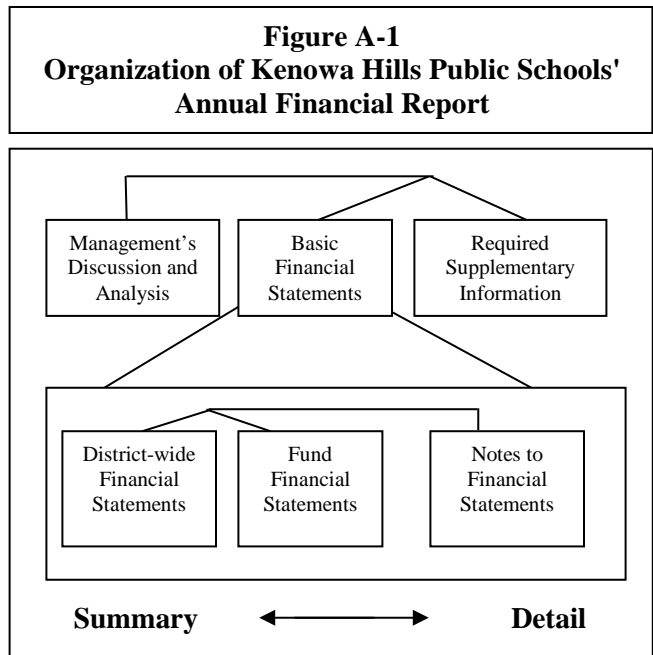 Figure A-1
Organization of Kenowa Hills Public Schools'
Annual Financial Report
Management’s
Discussion and
Analysis
Basic
Financial
Statements
Required
Supplementary
Information
District-wide
Financial
Statements
Fund
Financial
Statements
Notes to
Financial
Statements
Summary
Detail